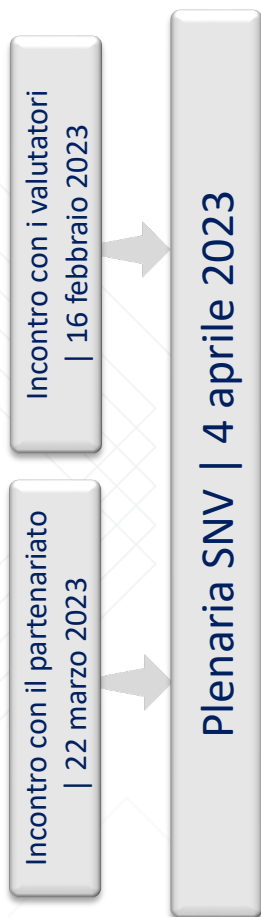 Incontro con il partenariato
| 22 marzo 2023
Incontro con i valutatori
| 16 febbraio 2023
Plenaria SNV | 4 aprile 2023